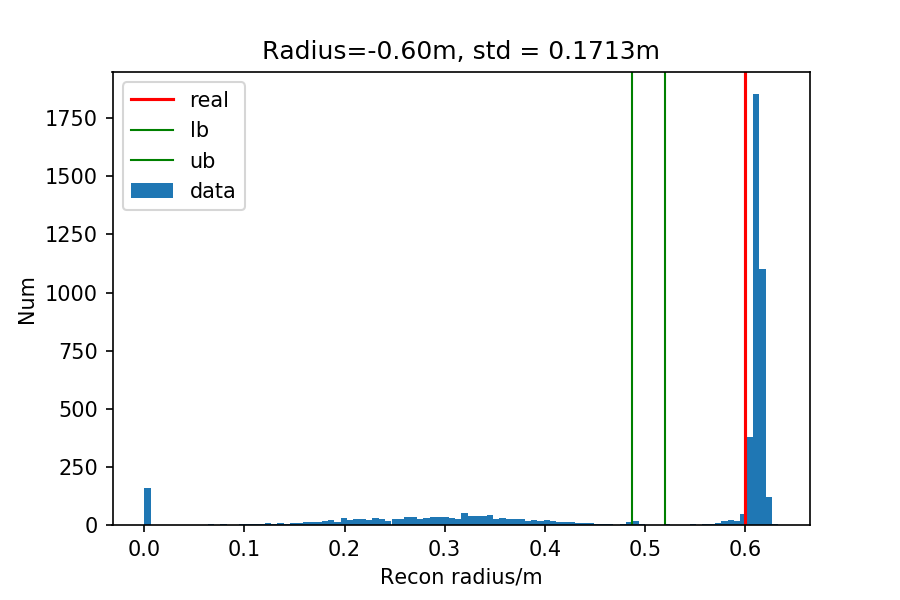 Radius=-0.60m, std = 0.1713m
real
lb
ub
data
1750
1500
1250
1000
750
500
250
0
Num
0.0 0.1 0.2 0.3 0.4 0.5 0.6
Recon radius/m